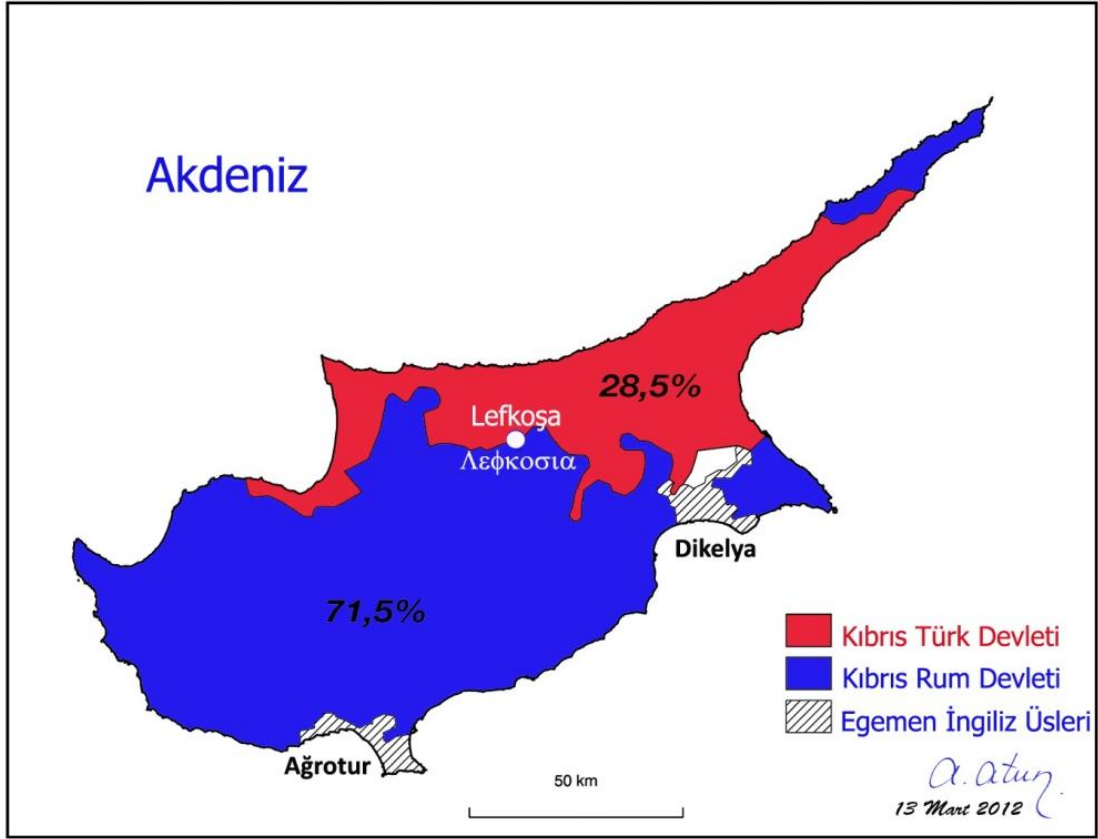 Akdeniz
28,5%
Lefkoşa
Λεφκοσια
Dikelya
71,5%
Kıbrıs Türk Devleti
Kıbrıs Rum Devleti
Egemen İngiliz Üsleri
Ağrotur
50 km
a. atun
13 Mart 2012